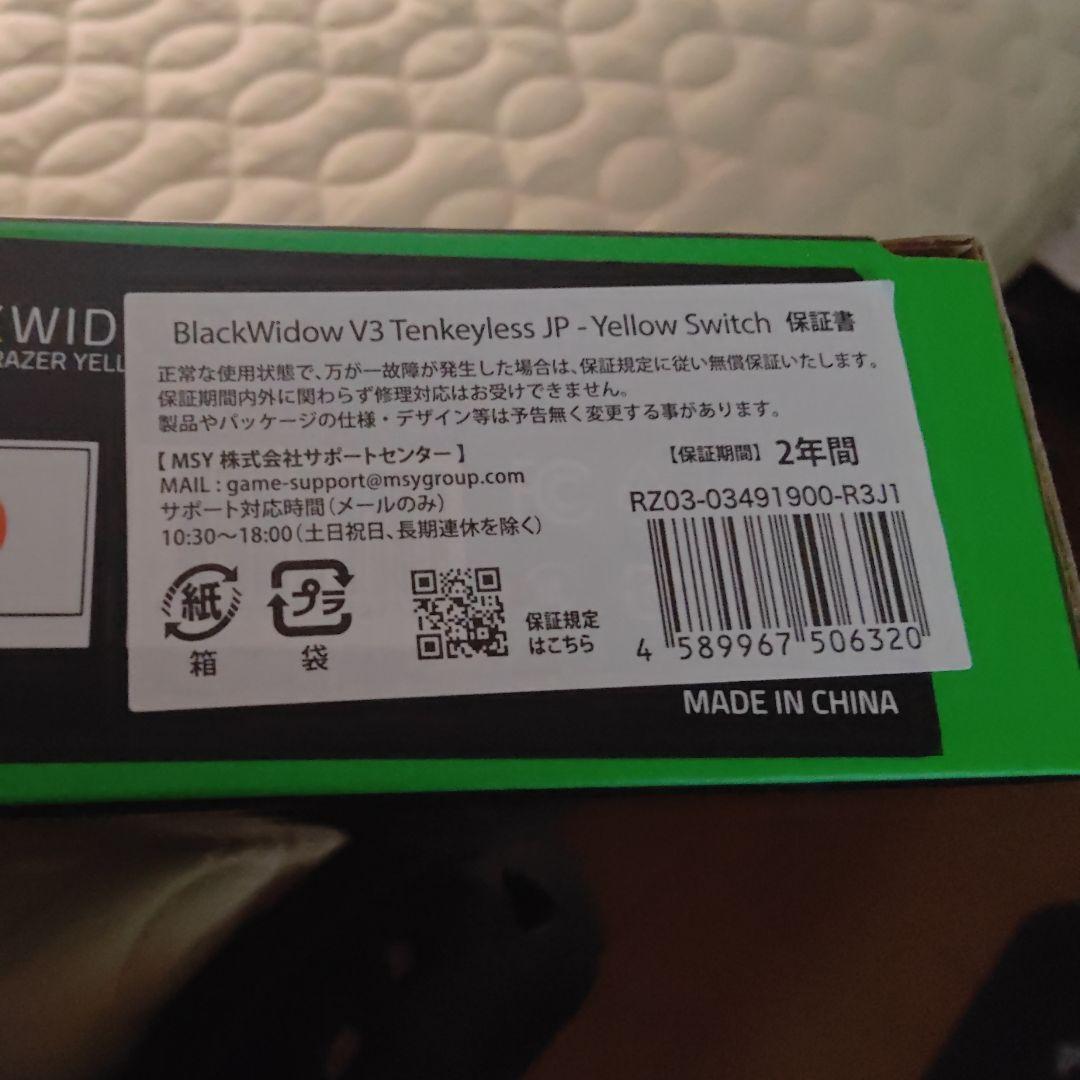 BlackWidow V3 Tenkeyless JP - Yellow Switch 保証書
正常な使用状態で、万が一故障が発生した場合は、保証規定に従い無償保証いたします。
保証期間内外に関わらず修理対応はお受けできません。
製品やパッケージの仕様・デザイン等は予告無く変更する事があります。
【 MSY 株式会社サポートセンター 】
MAIL : game-support@msygroup.com
サポート対応時間（メールのみ）
10:30～18:00（土日祝日、長期連休を除く）
【保証期間】 2年間
RZ03-03491900-R3J1
4 589967 506320
紙
箱
プラ
袋
保証規定
はこちら
MADE IN CHINA
KWID
RAZER YELL